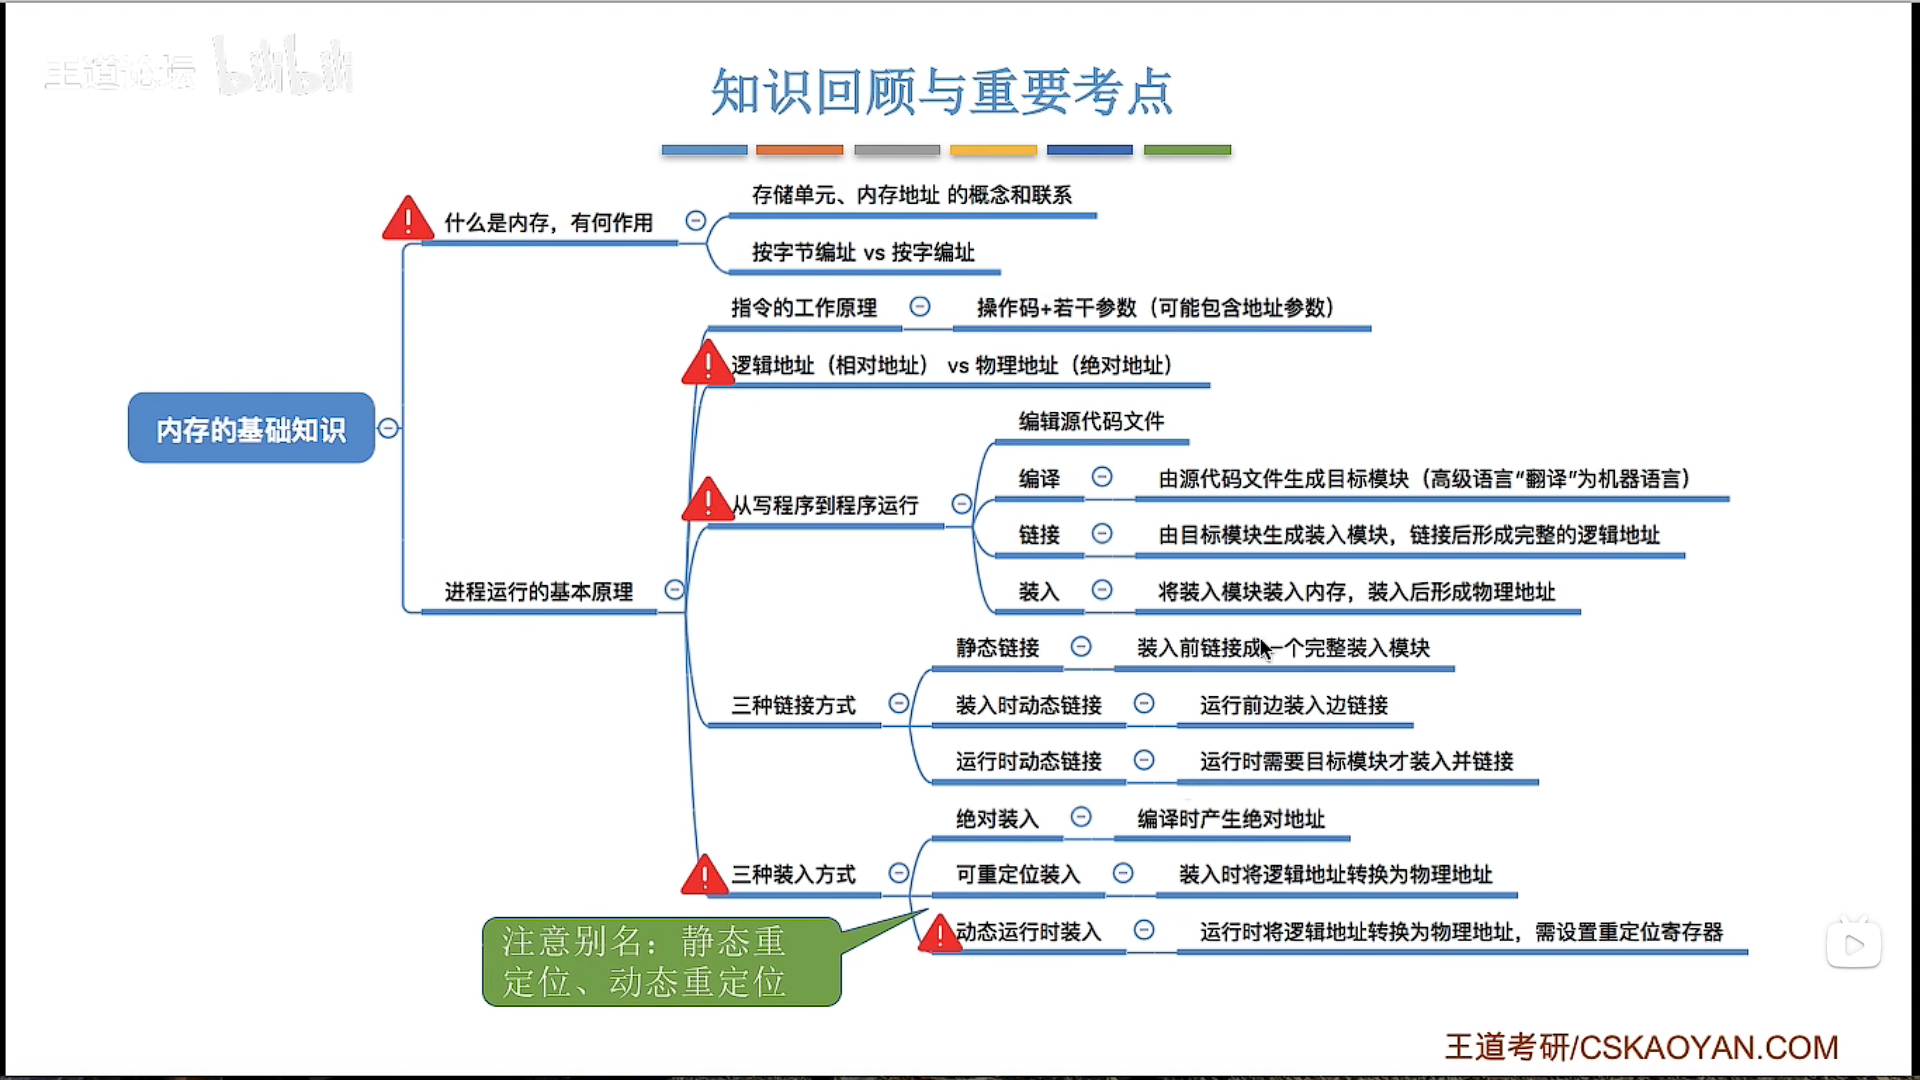 王道论坛 bilibili
知识回顾与重要考点
什么是内存，有何作用
存储单元、内存地址 的概念和联系
按字节编址 vs 按字编址
内存的基础知识
进程运行的基本原理
指令的工作原理
操作码+若干参数（可能包含地址参数）
逻辑地址（相对地址） vs 物理地址（绝对地址）
从写程序到程序运行
编辑源代码文件
编译
由源代码文件生成目标模块（高级语言“翻译”为机器语言）
链接
由目标模块生成装入模块，链接后形成完整的逻辑地址
装入
将装入模块装入内存，装入后形成物理地址
三种链接方式
静态链接
装入前链接成一个完整装入模块
装入时动态链接
运行前边装入边链接
运行时动态链接
运行时需要目标模块才装入并链接
三种装入方式
绝对装入
编译时产生绝对地址
可重定位装入
装入时将逻辑地址转换为物理地址
动态运行时装入
运行时将逻辑地址转换为物理地址，需设置重定位寄存器
注意别名：静态重
定位、动态重定位
王道考研/CSKAOYAN.COM